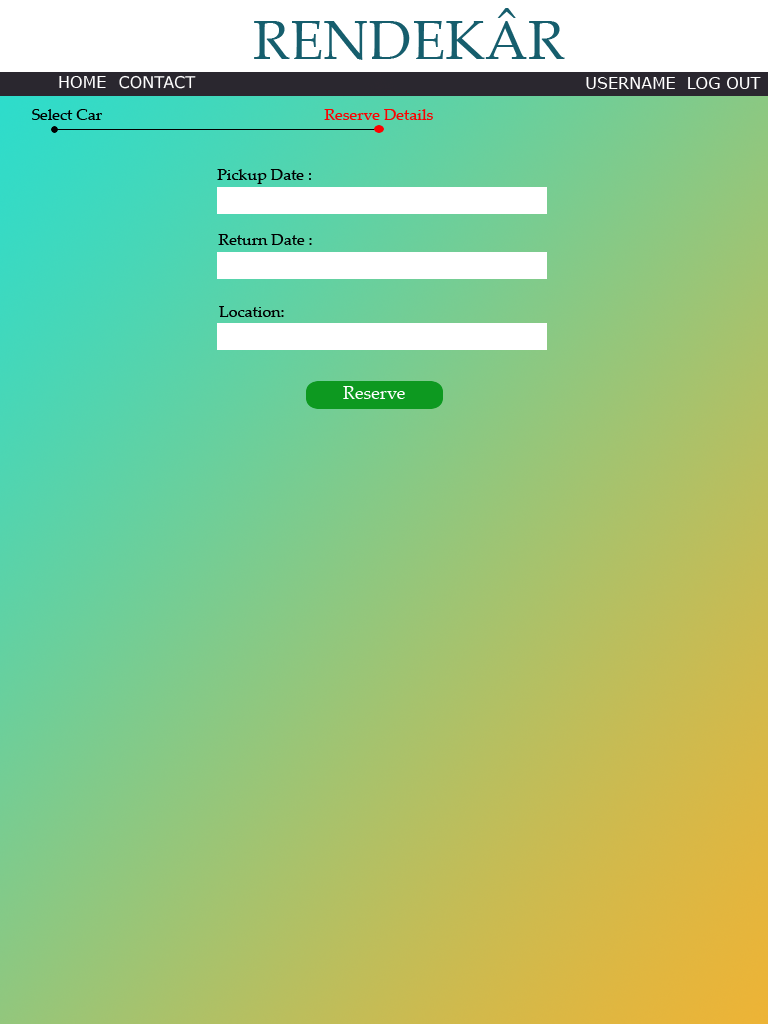 RENDEKÂR
HOME CONTACT USERNAME LOG OUT
Select Car Reserve Details
Pickup Date :
Return Date :
Location:
Reserve